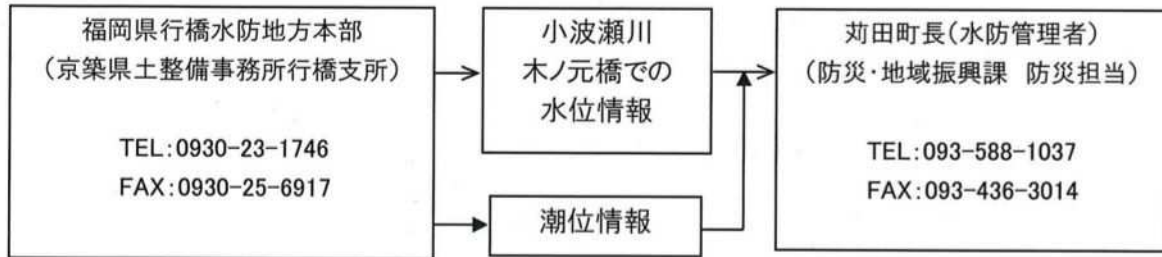 福岡県行橋水防地方本部
（京築県土整備事務所行橋支所）
TEL:0930-23-1746
FAX:0930-25-6917
小波瀬川
木ノ元橋での
水位情報
潮位情報
苅田町長（水防管理者）
（防災・地域振興課　防災担当）
TEL:093-588-1037
FAX:093-436-3014